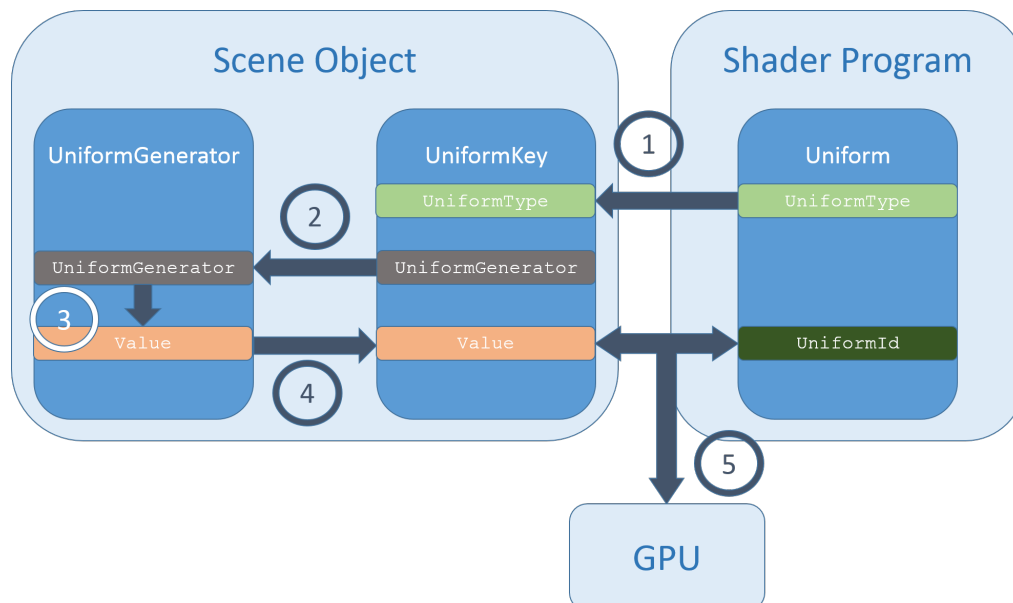 Scene Object
Shader Program
UniformGenerator
UniformKey
1
Uniform
UniformType
UniformType
2
UniformGenerator
UniformGenerator
3
Value
Value
UniformId
4
5
GPU